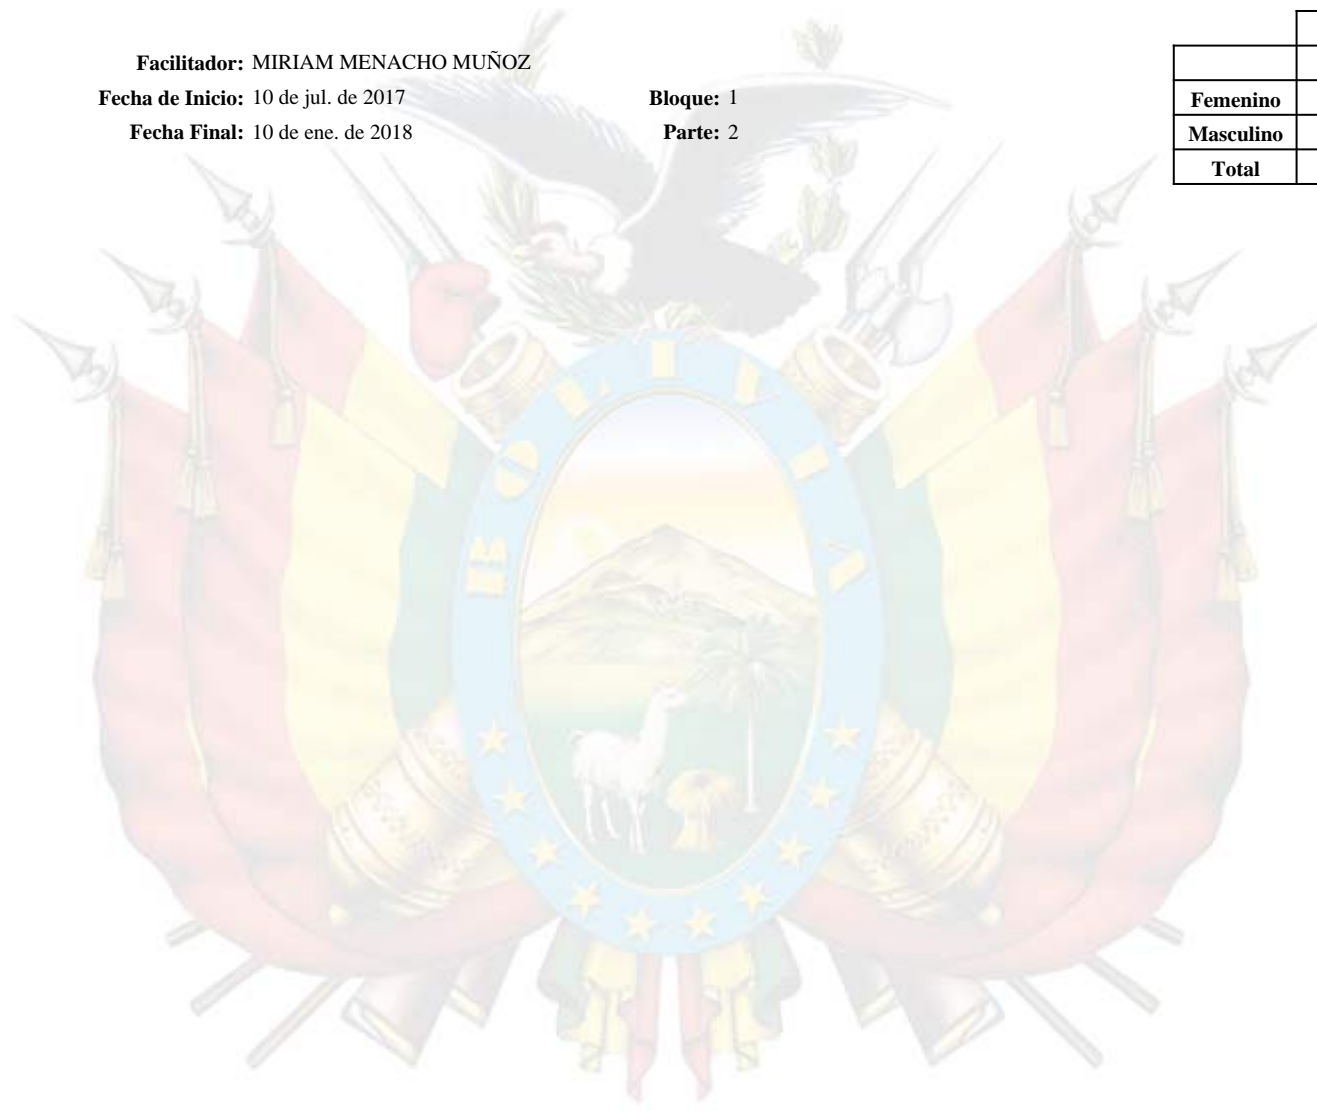 Facilitador: MIRIAM MENACHO MUÑOZ
Fecha de Inicio: 10 de jul. de 2017 Bloque: 1
Fecha Final: 10 de ene. de 2018 Parte: 2
Femenino
Masculino
Total
BOLIVIA